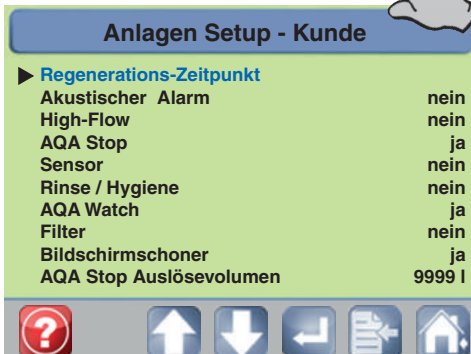 Anlagen Setup - Kunde
Regenerations-Zeitpunkt
Akustischer Alarm nein
High-Flow nein
AQA Stop ja
Sensor nein
Rinse / Hygiene nein
AQA Watch ja
Filter nein
Bildschirmschoner ja
AQA Stop Auslösevolumen 9999 l
?